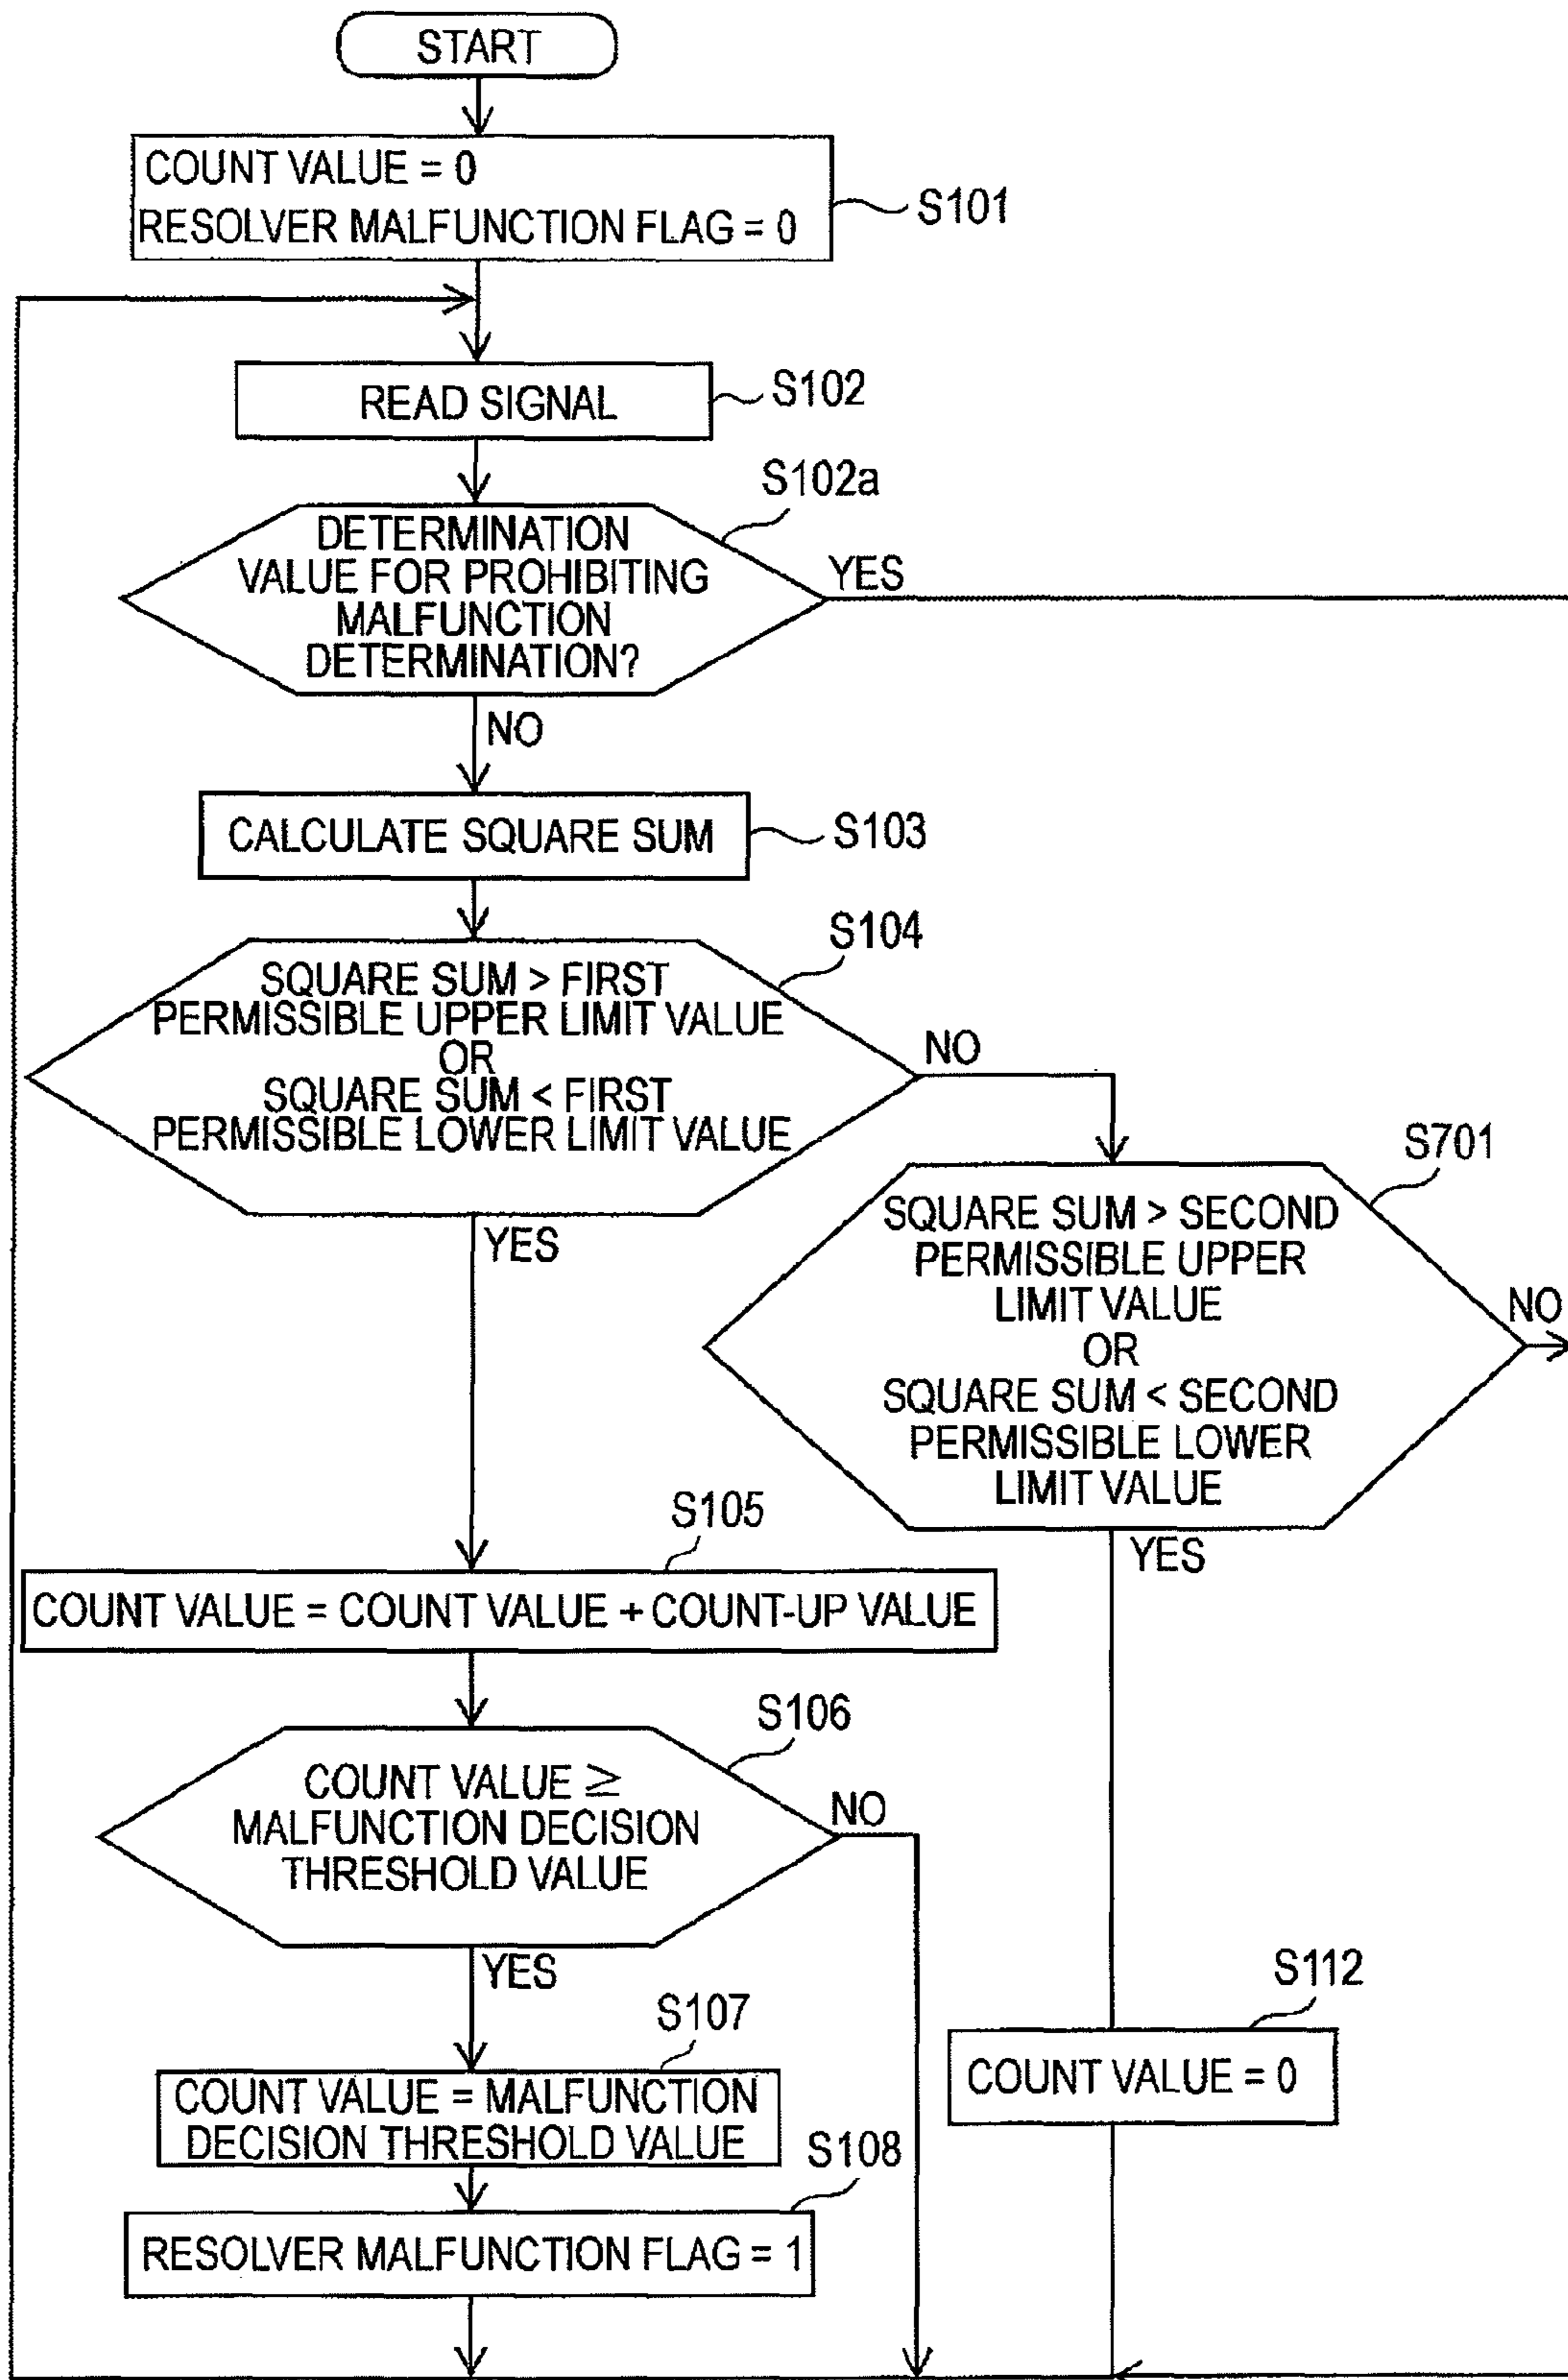 START
COUNT VALUE = 0
RESOLVER MALFUNCTION FLAG = 0
S101
READ SIGNAL
S102
S102a
DETERMINATION
VALUE FOR PROHIBITING
MALFUNCTION
DETERMINATION?
YES
NO
CALCULATE SQUARE SUM
S103
S104
SQUARE SUM > FIRST
PERMISSIBLE UPPER LIMIT VALUE
OR
SQUARE SUM < FIRST
PERMISSIBLE LOWER LIMIT VALUE
NO
YES
S701
SQUARE SUM > SECOND
PERMISSIBLE UPPER
LIMIT VALUE
OR
SQUARE SUM < SECOND
PERMISSIBLE LOWER
LIMIT VALUE
NO
YES
S105
COUNT VALUE = COUNT VALUE + COUNT-UP VALUE
S106
COUNT VALUE ≥
MALFUNCTION DECISION
THRESHOLD VALUE
NO
YES
S107
COUNT VALUE = MALFUNCTION
DECISION THRESHOLD VALUE
S112
COUNT VALUE = 0
S108
RESOLVER MALFUNCTION FLAG = 1